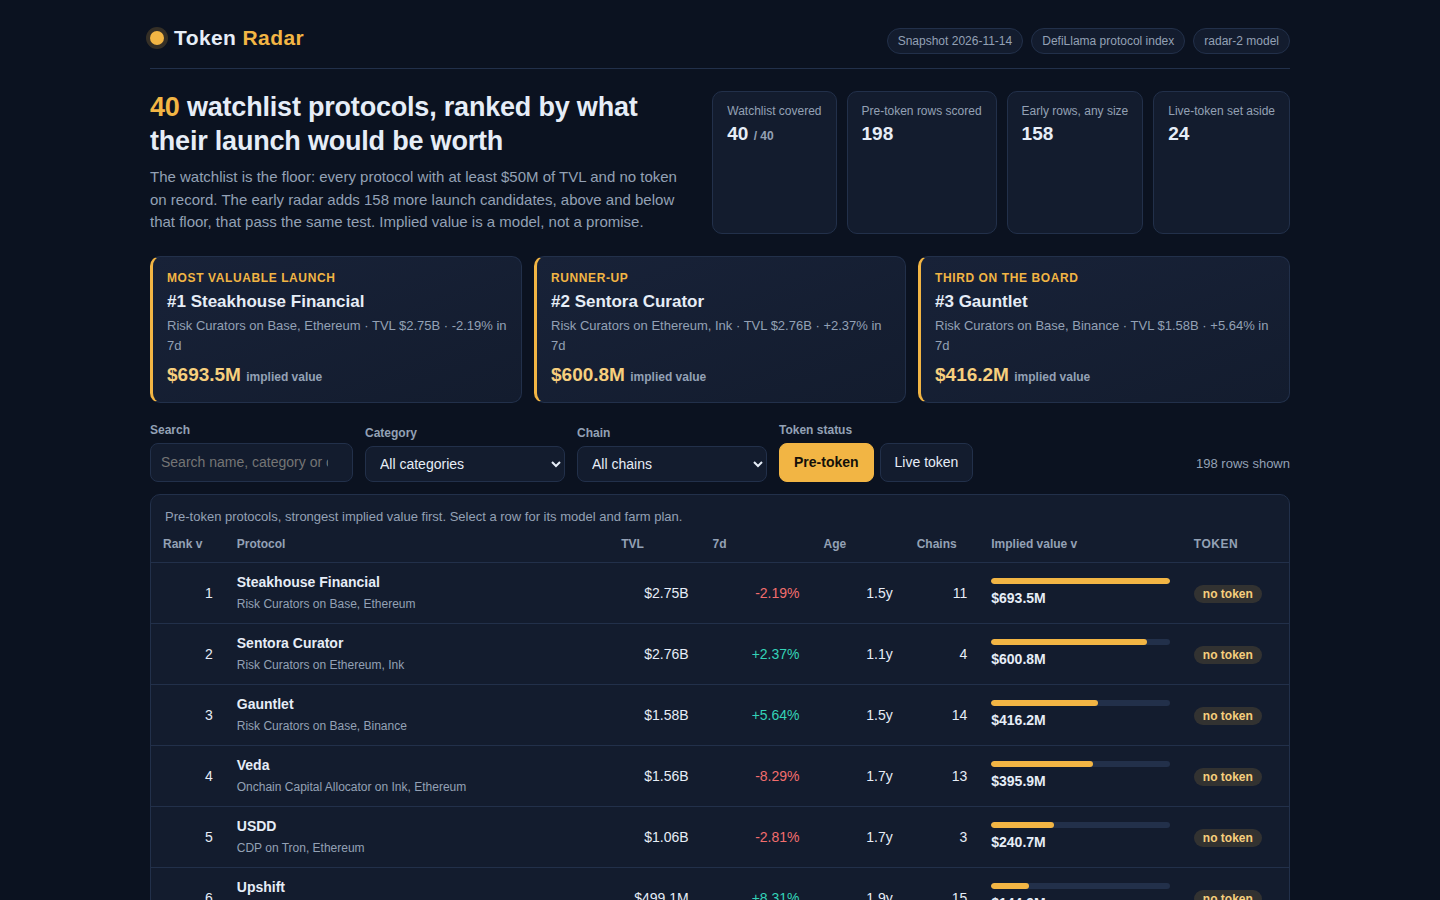 Token Radar
Snapshot 2026-11-14
DefiLlama protocol index
radar-2 model
40 watchlist protocols, ranked by what
their launch would be worth
The watchlist is the floor: every protocol with at least $50M of TVL and no token
on record. The early radar adds 158 more launch candidates, above and below
that floor, that pass the same test. Implied value is a model, not a promise.
Watchlist covered
40 / 40
Pre-token rows scored
198
Early rows, any size
158
Live-token set aside
24
MOST VALUABLE LAUNCH
#1 Steakhouse Financial
Risk Curators on Base, Ethereum · TVL $2.75B · -2.19% in
7d
$693.5M implied value
RUNNER-UP
#2 Sentora Curator
Risk Curators on Ethereum, Ink · TVL $2.76B · +2.37% in
7d
$600.8M implied value
THIRD ON THE BOARD
#3 Gauntlet
Risk Curators on Base, Binance · TVL $1.58B · +5.64% in
7d
$416.2M implied value
Search
Search name, category or
Category
All categories
Chain
All chains
Token status
Pre-token
Live token
198 rows shown
Pre-token protocols, strongest implied value first. Select a row for its model and farm plan.
Rank v Protocol TVL 7d Age Chains Implied value v TOKEN
1 Steakhouse Financial $2.75B -2.19% 1.5y 11 $693.5M no token
Risk Curators on Base, Ethereum
2 Sentora Curator $2.76B +2.37% 1.1y 4 $600.8M no token
Risk Curators on Ethereum, Ink
3 Gauntlet $1.58B +5.64% 1.5y 14 $416.2M no token
Risk Curators on Base, Binance
4 Veda $1.56B -8.29% 1.7y 13 $395.9M no token
Onchain Capital Allocator on Ink, Ethereum
5 USDD $1.06B -2.81% 1.7y 3 $240.7M no token
CDP on Tron, Ethereum
6 Upshift $499.1M +8.31% 1.9y 15 no token